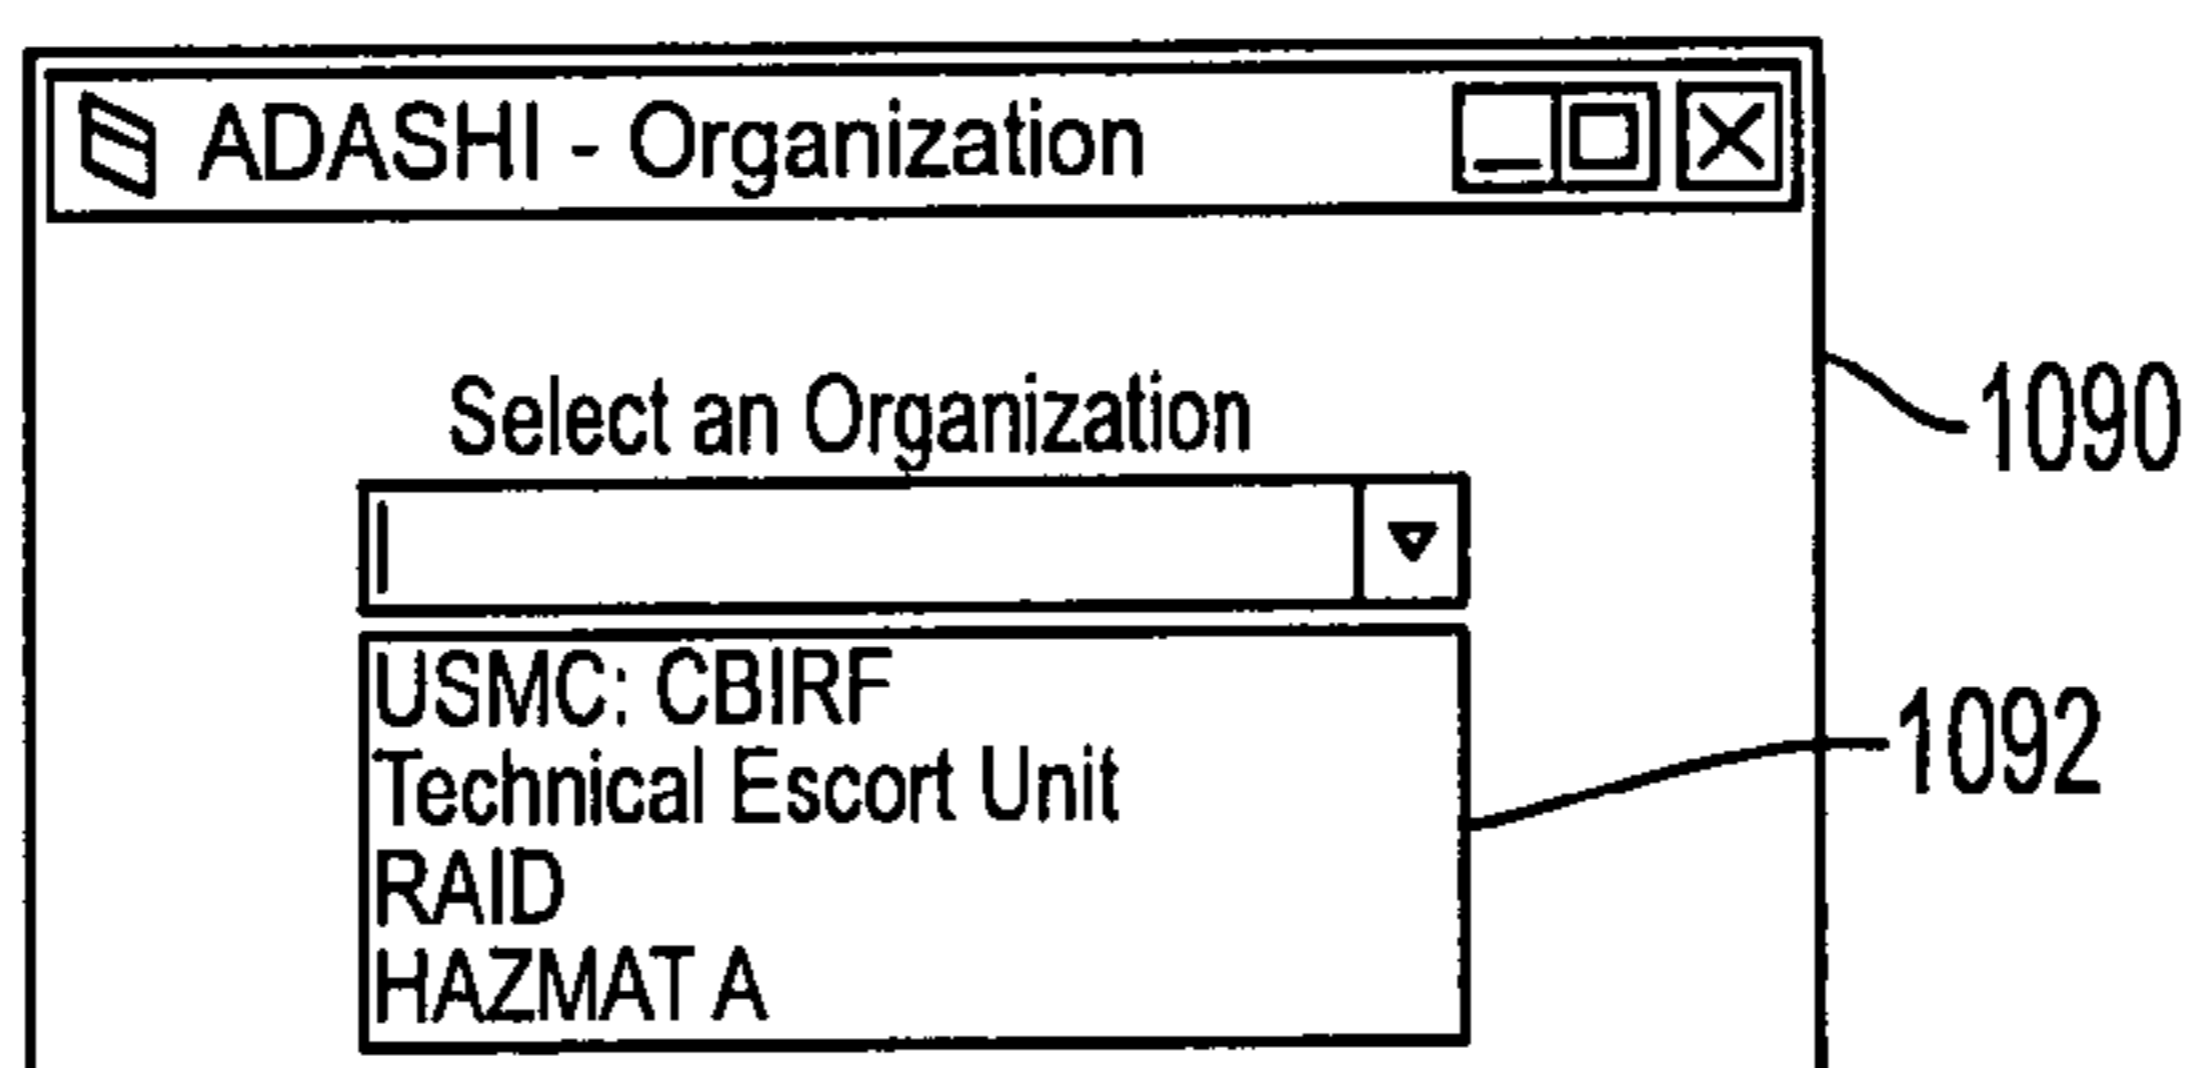 ADASHI - Organization
Select an Organization
1090
USMC: CBIRF
Technical Escort Unit
1092
RAID
HAZMAT A